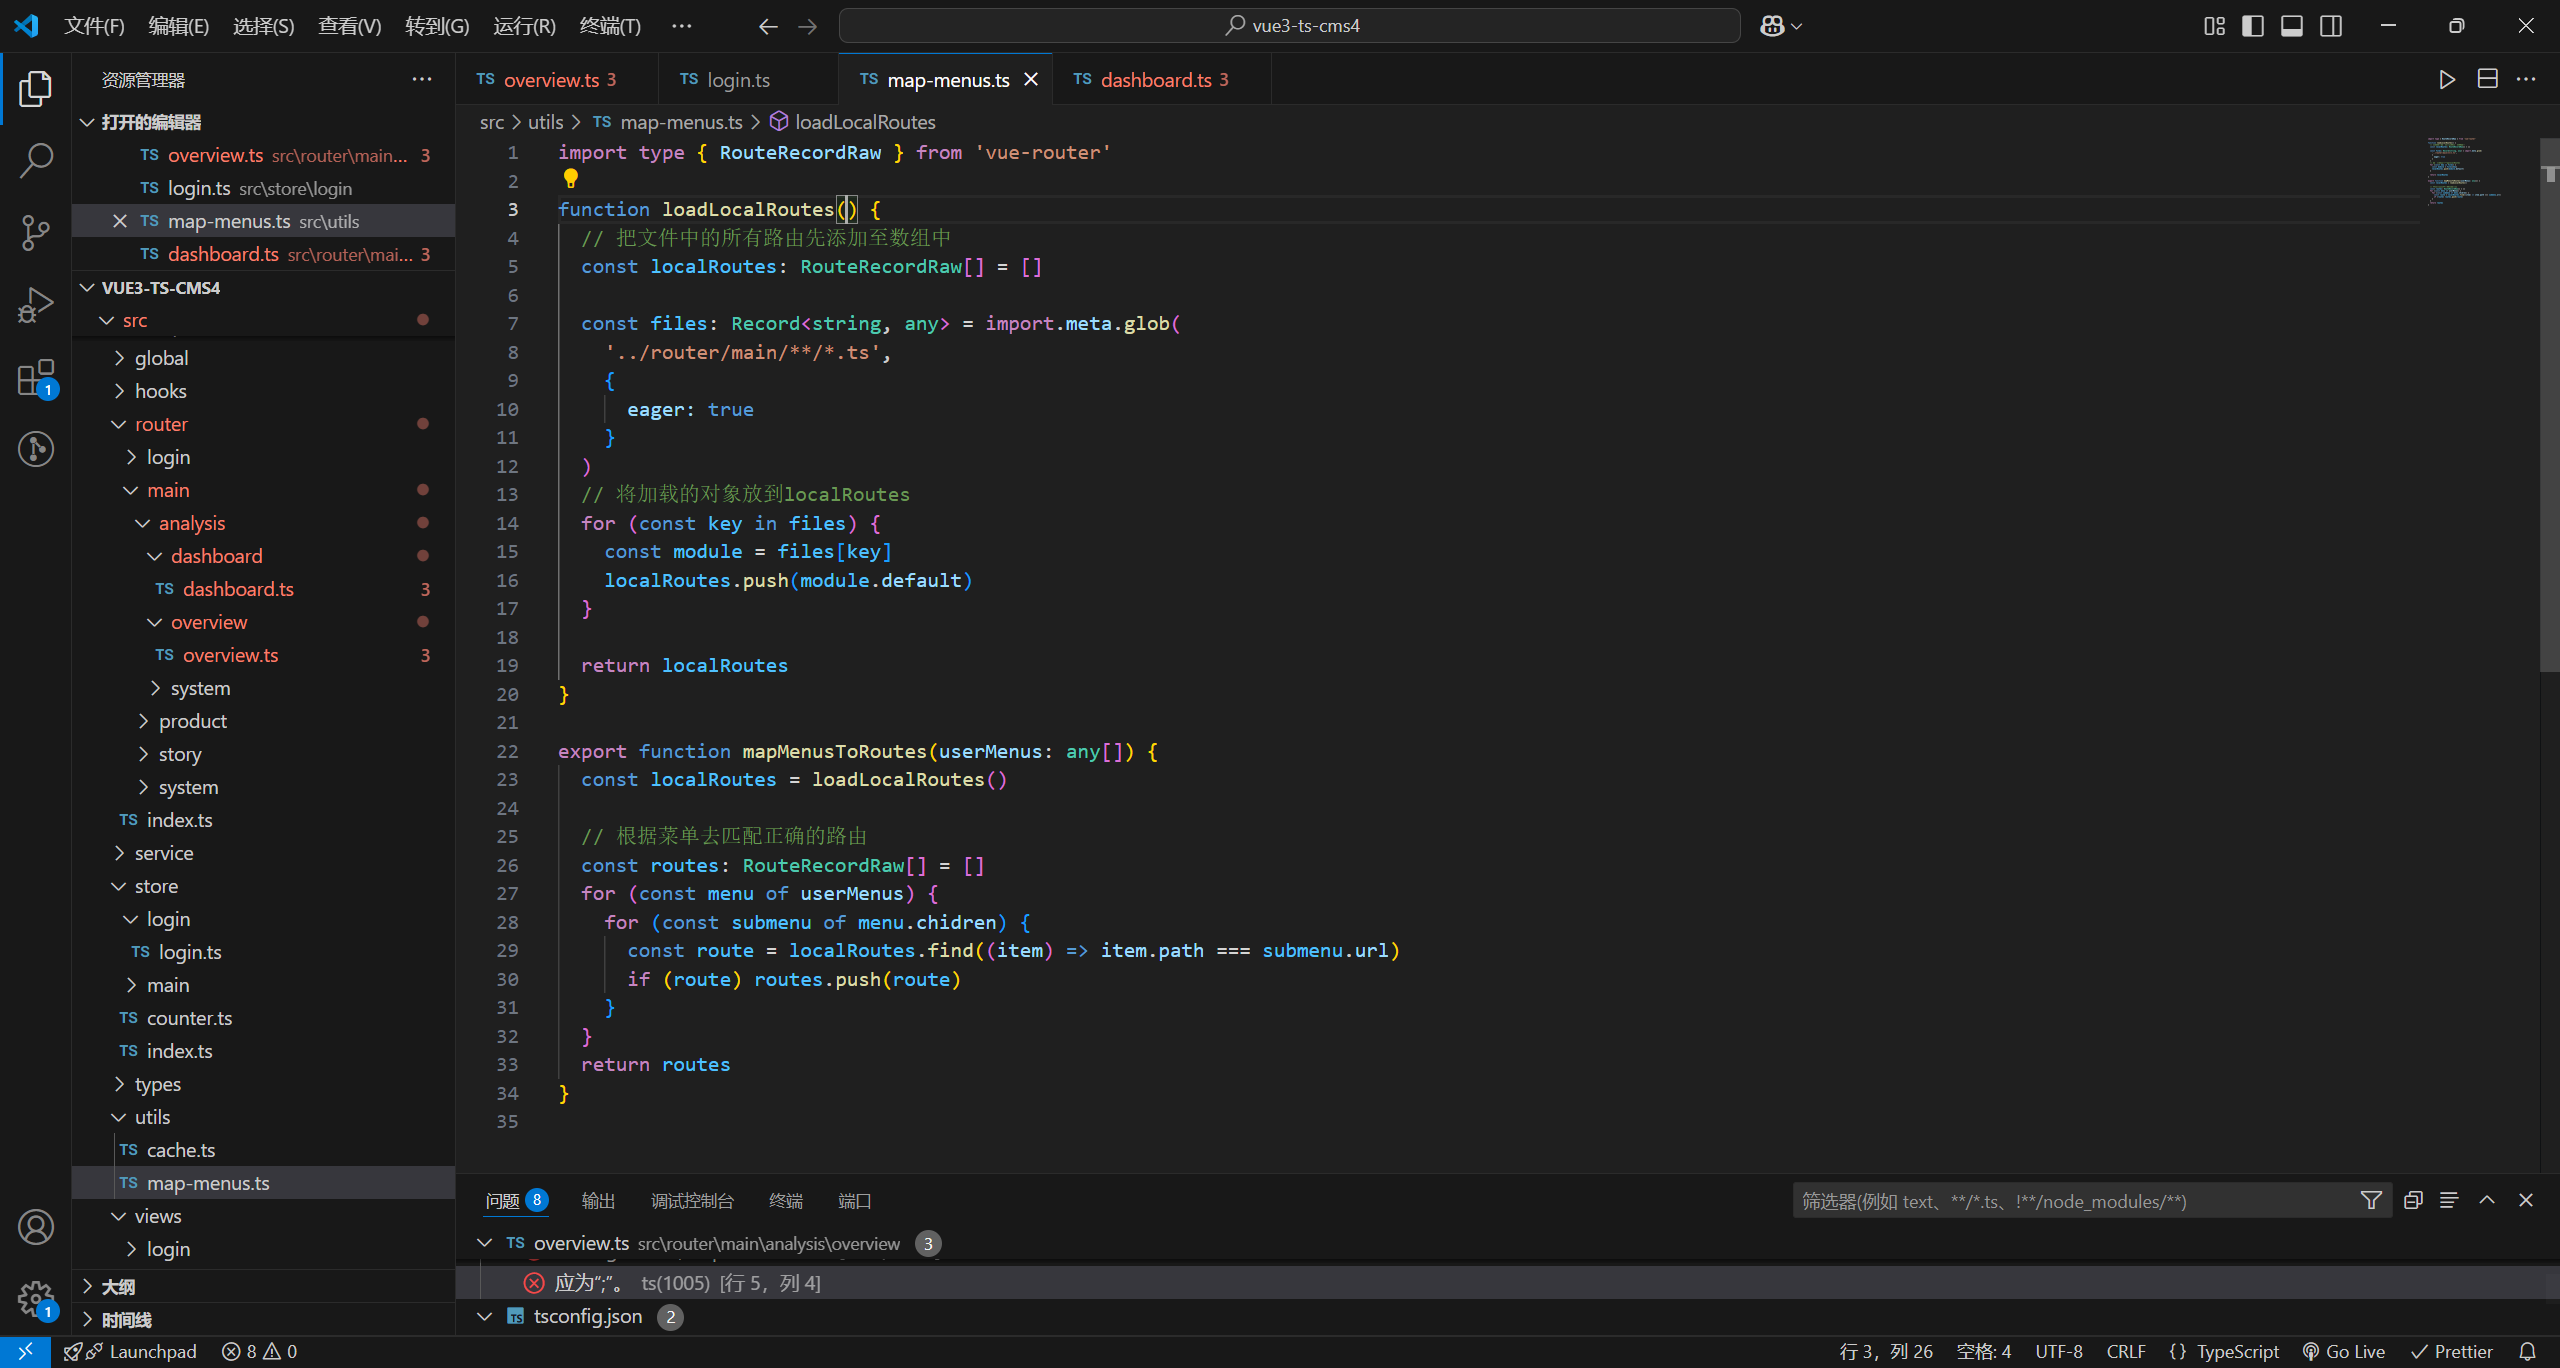 文件(F) 编辑(E) 选择(S) 查看(V) 转到(G) 运行(R) 终端(T) ··· vue3-ts-cms4
资源管理器
打开的编辑器
TS overview.ts src\router\main... 3
TS login.ts src\store\login
TS map-menus.ts src\utils
TS dashboard.ts src\router\mai... 3
VUE3-TS-CMS4
src
global
hooks
router
login
main
analysis
dashboard
TS dashboard.ts 3
overview
TS overview.ts 3
system
product
story
system
TS index.ts
service
store
login
TS login.ts
main
TS counter.ts
TS index.ts
types
utils
TS cache.ts
TS map-menus.ts
views
login
大纲
时间线
1
1
TS overview.ts 3 TS login.ts TS map-menus.ts TS dashboard.ts 3
src > utils > TS map-menus.ts > loadLocalRoutes
1 import type { RouteRecordRaw } from 'vue-router'
2
3 function loadLocalRoutes() {
4 // 把文件中的所有路由先添加至数组中
5 const localRoutes: RouteRecordRaw[] = []
6
7 const files: Record<string, any> = import.meta.glob(
8 '../router/main/**/*.ts',
9 {
10 eager: true
11 }
12 )
13 // 将加载的对象放到localRoutes
14 for (const key in files) {
15 const module = files[key]
16 localRoutes.push(module.default)
17 }
18
19 return localRoutes
20 }
21
22 export function mapMenusToRoutes(userMenus: any[]) {
23 const localRoutes = loadLocalRoutes()
24
25 // 根据菜单去匹配正确的路由
26 const routes: RouteRecordRaw[] = []
27 for (const menu of userMenus) {
28 for (const submenu of menu.chidren) {
29 const route = localRoutes.find((item) => item.path === submenu.url)
30 if (route) routes.push(route)
31 }
32 }
33 return routes
34 }
35
问题 8 输出 调试控制台 终端 端口 筛选器(例如 text、**/*.ts、!**/node_modules/**)
TS overview.ts src\router\main\analysis\overview 3
应为“;”。 ts(1005) [行 5，列 4]
TS tsconfig.json 2
Launchpad 8 0 行 3，列 26 空格: 4 UTF-8 CRLF {} TypeScript Go Live Prettier